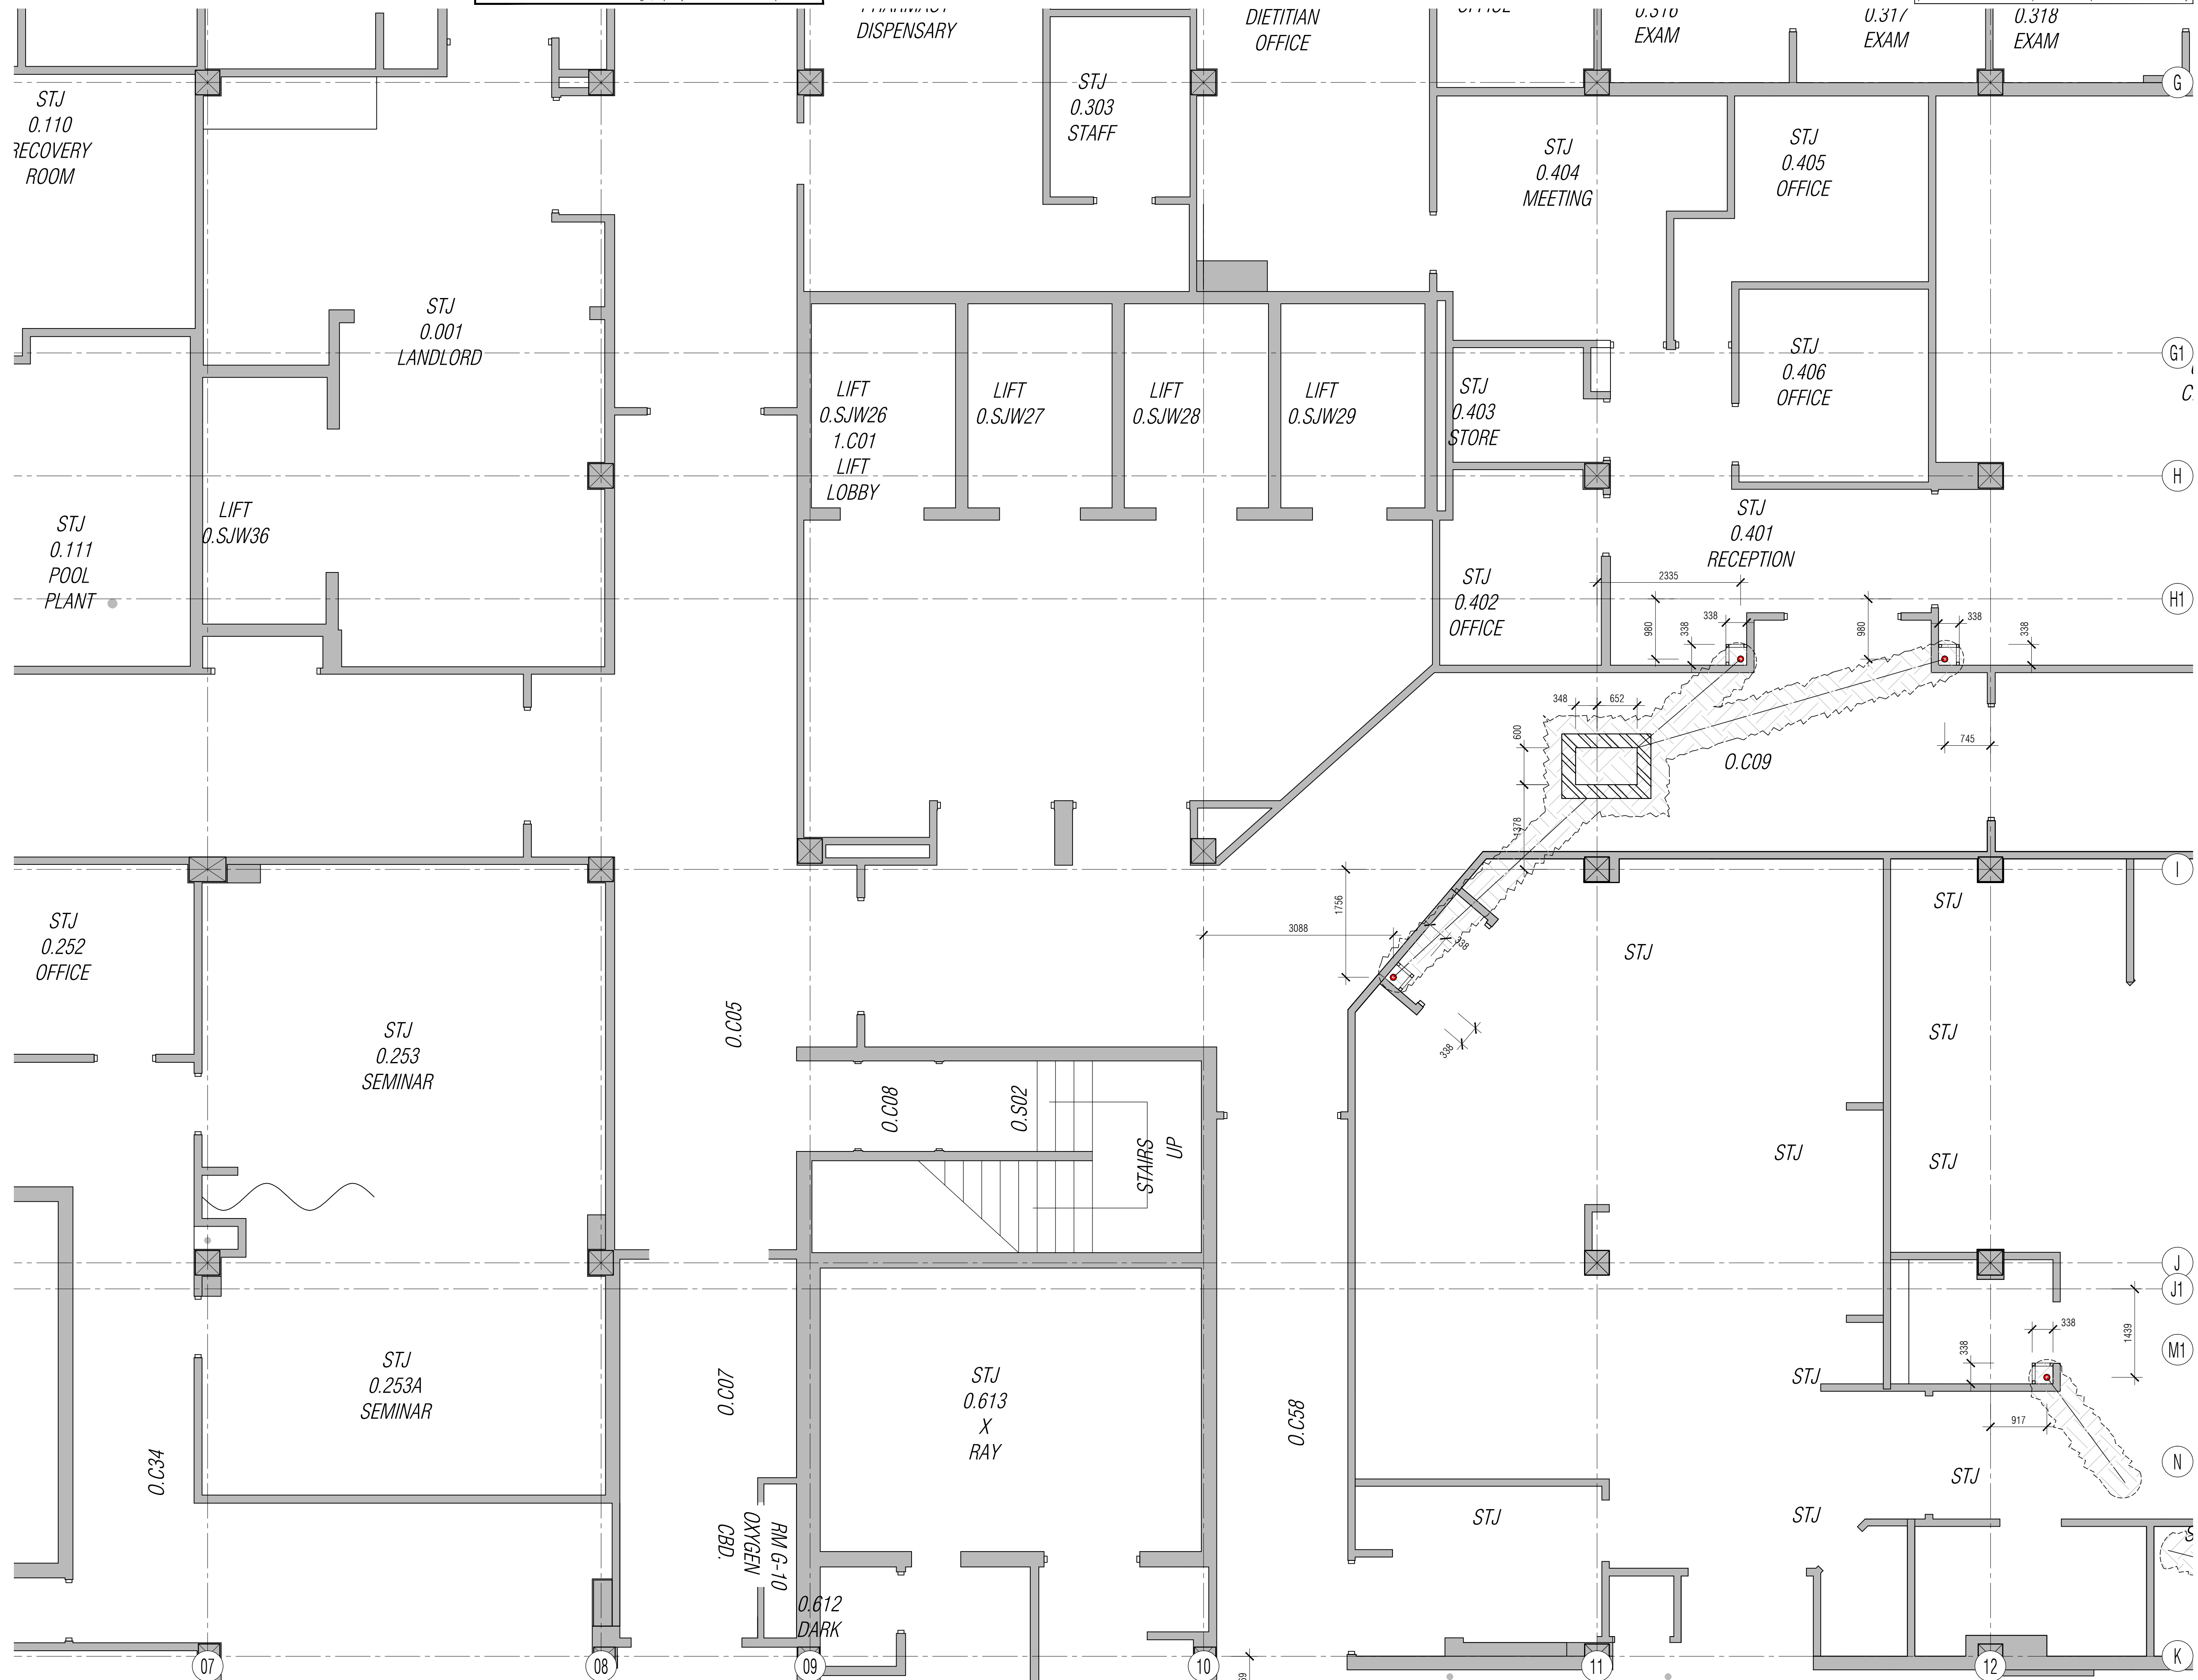 DISPENSARY
DIETITIAN
OFFICE
0.316
EXAM
0.317
EXAM
0.318
EXAM
G
STJ
0.110
RECOVERY
ROOM
STJ
0.303
STAFF
STJ
0.404
MEETING
STJ
0.405
OFFICE
STJ
0.001
LANDLORD
G1
STJ
0.406
OFFICE
LIFT
0.SJW26
1.C01
LIFT
LOBBY
LIFT
0.SJW27
LIFT
0.SJW28
LIFT
0.SJW29
STJ
0.403
STORE
H
LIFT
0.SJW36
STJ
0.111
POOL
PLANT
STJ
0.401
RECEPTION
STJ
0.402
OFFICE
H1
2335
980
338
338
980
338
338
348
652
600
745
O.C09
1378
I
STJ
0.252
OFFICE
1756
3088
338
338
STJ
STJ
STJ
STJ
STJ
STJ
0.253
SEMINAR
O.C05
O.C08
O.S02
STAIRS
UP
J
J1
338
338
1439
M1
917
STJ
STJ
0.253A
SEMINAR
O.C07
STJ
0.613
X
RAY
O.C58
O.C34
N
STJ
STJ
STJ
RM G-10
OXYGEN
CBD.
0.612
DARK
K
07
08
09
10
11
12